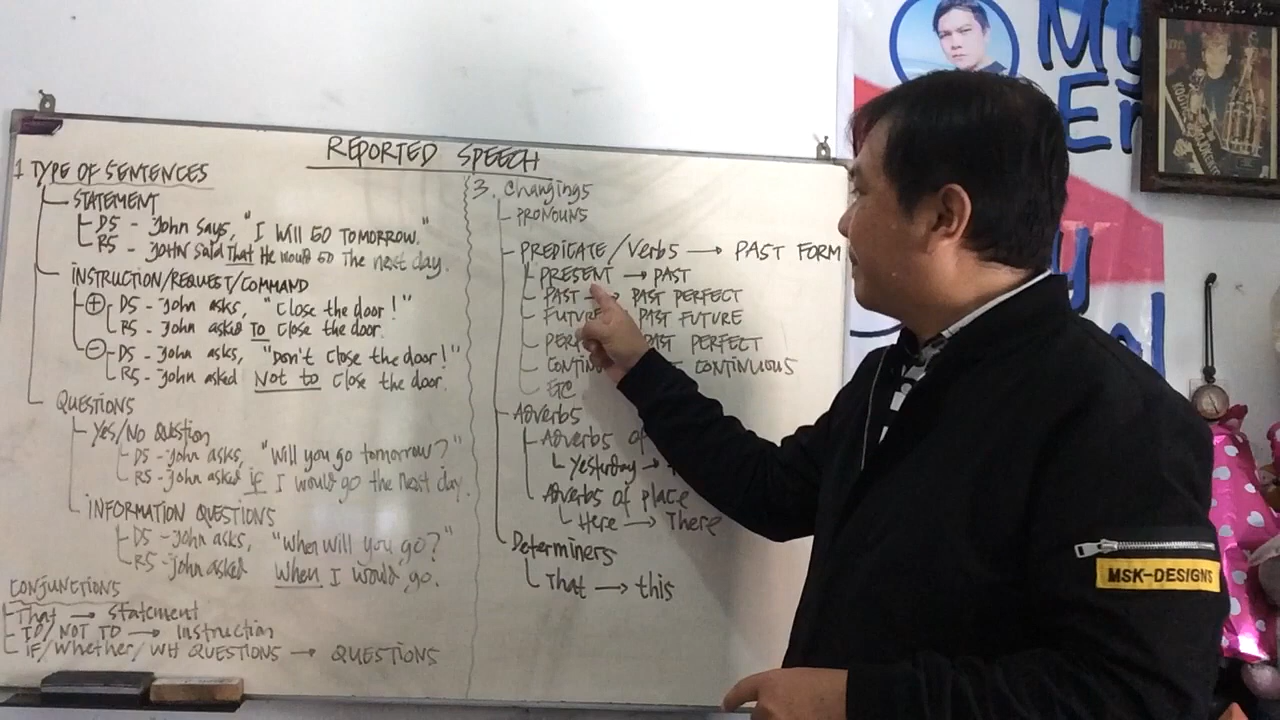 REPORTED SPEECH
1 TYPE OF SENTENCES
STATEMENT
DS - John says, "I Will GO TOMORROW."
RS - JOHN said That He would GO The next day.
INSTRUCTION/REQUEST/COMMAND
+ DS - John asks, "Close the door!"
RS - John asked TO Close the door.
- DS - John asks, "Don't Close the door!"
RS - John asked Not to Close the door.
QUESTIONS
Yes/No Question
DS - John asks, "Will you go tomorrow?"
RS - John asked if I would go the next day.
INFORMATION QUESTIONS
DS - John asks, "When will you go?"
RS - John asked When I would go.
CONJUNCTIONS
That → Statement
TO/NOT TO → Instruction
IF/Whether/WH QUESTIONS → QUESTIONS
3. Changings
PRONOUNS
PREDICATE/Verbs → PAST FORM
PRESENT → PAST
PAST → PAST PERFECT
FUTURE PAST FUTURE
PAST PERFECT
CONTINUOUS
ETC
Adverbs
Adverbs of
Yesterday →
Adverbs of place
Here → There
Determiners
That → this
MSK-DESIGNS